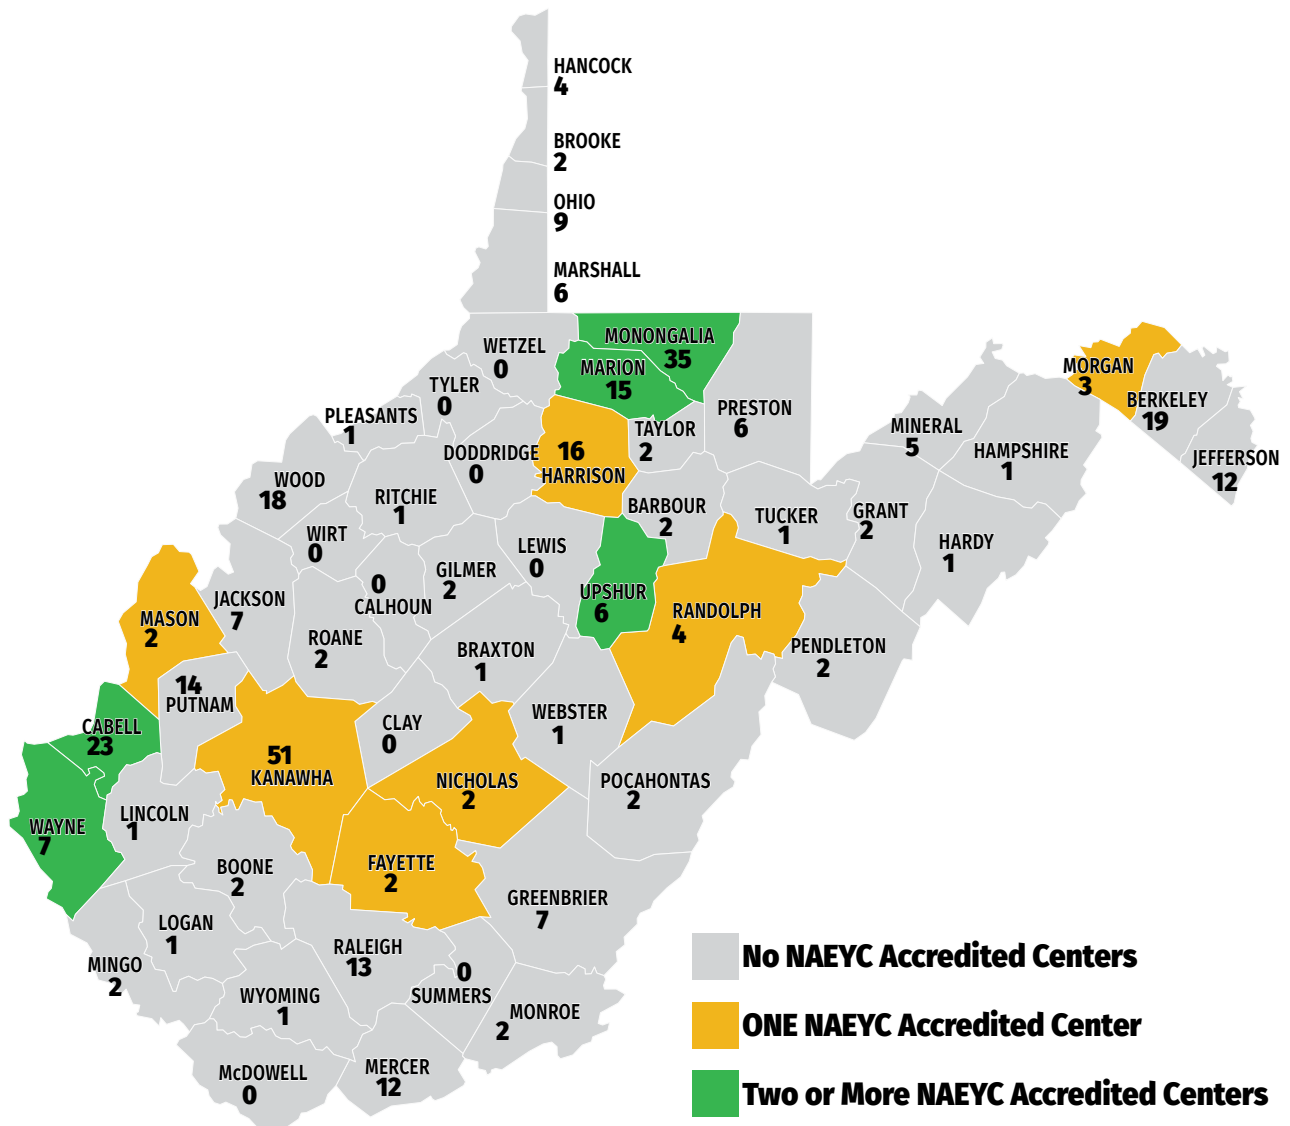 HANCOCK
4
BROOKE
2
OHIO
9
MARSHALL
6
WETZEL
0
MONONGALIA
35
MARION
15
TYLER
0
PLEASANTS
1
DODDRIDGE
0
16
HARRISON
TAYLOR
2
PRESTON
6
MORGAN
3
BERKELEY
19
JEFFERSON
12
MINERAL
5
HAMPSHIRE
1
WOOD
18
RITCHIE
1
WIRT
0
BARBOUR
2
TUCKER
1
GRANT
2
HARDY
1
LEWIS
0
GILMER
2
0
CALHOUN
UPSHUR
6
RANDOLPH
4
PENDLETON
2
MASON
2
JACKSON
7
ROANE
2
BRAXTON
1
14
PUTNAM
CABELL
23
WEBSTER
1
CLAY
0
51
KANAWHA
NICHOLAS
2
POCAHONTAS
2
WAYNE
7
LINCOLN
1
BOONE
2
FAYETTE
2
GREENBRIER
7
LOGAN
1
MINGO
2
RALEIGH
13
0
SUMMERS
WYOMING
1
MONROE
2
McDOWELL
0
MERCER
12
No NAEYC Accredited Centers
ONE NAEYC Accredited Center
Two or More NAEYC Accredited Centers